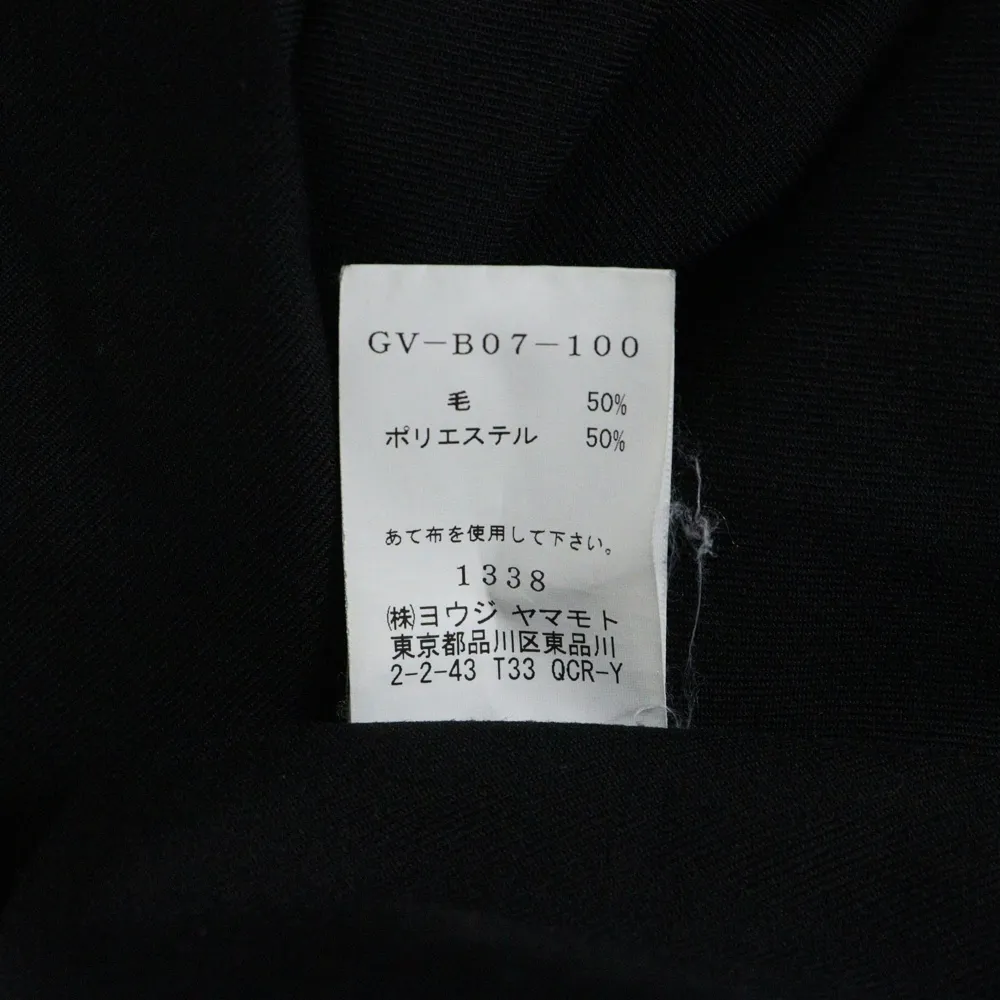 GV-B07-100
毛 50%
ポリエステル 50%
あて布を使用して下さい。
1338
㈱ヨウジ ヤマモト
東京都品川区東品川
2-2-43 T33 QCR-Y